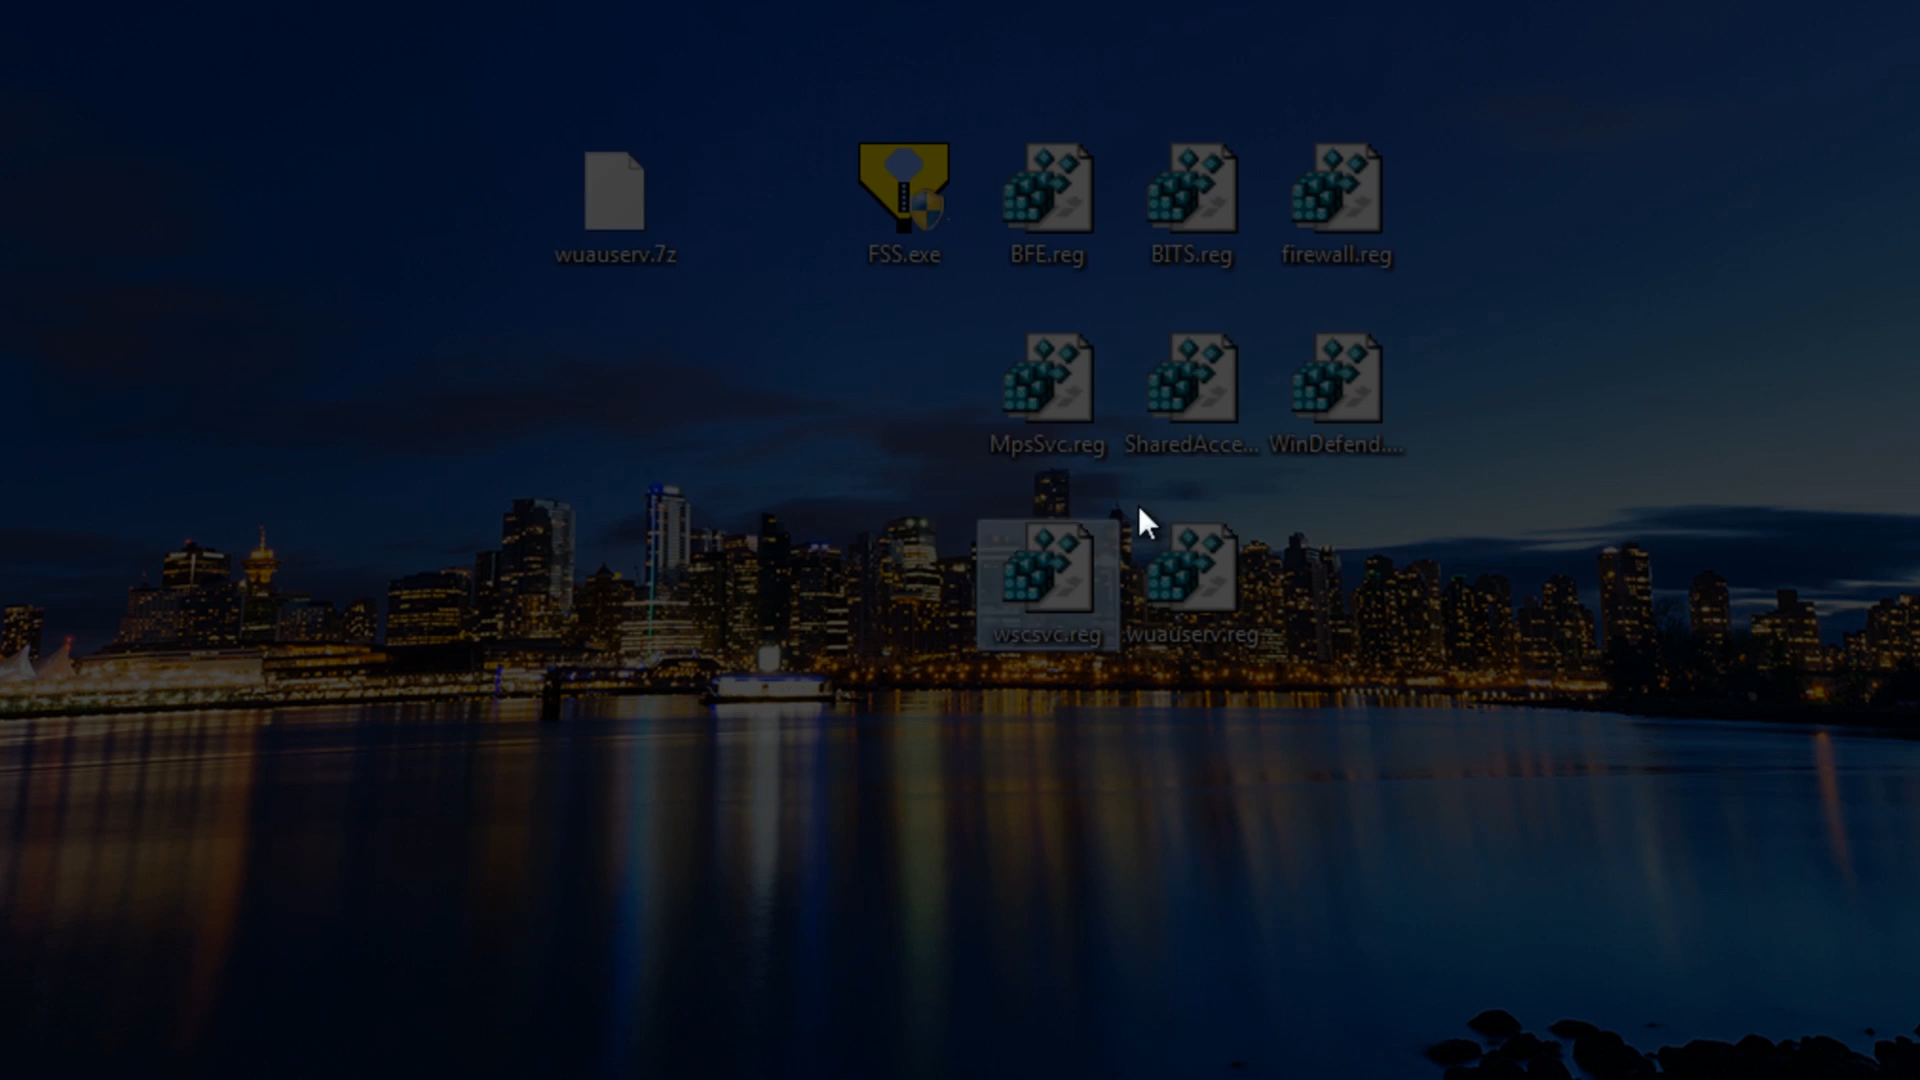 wuauserv.7z
FSS.exe
BFE.reg
BITS.reg
firewall.reg
MpsSvc.reg
SharedAcce...
WinDefend....
wscsvc.reg
wuauserv.reg